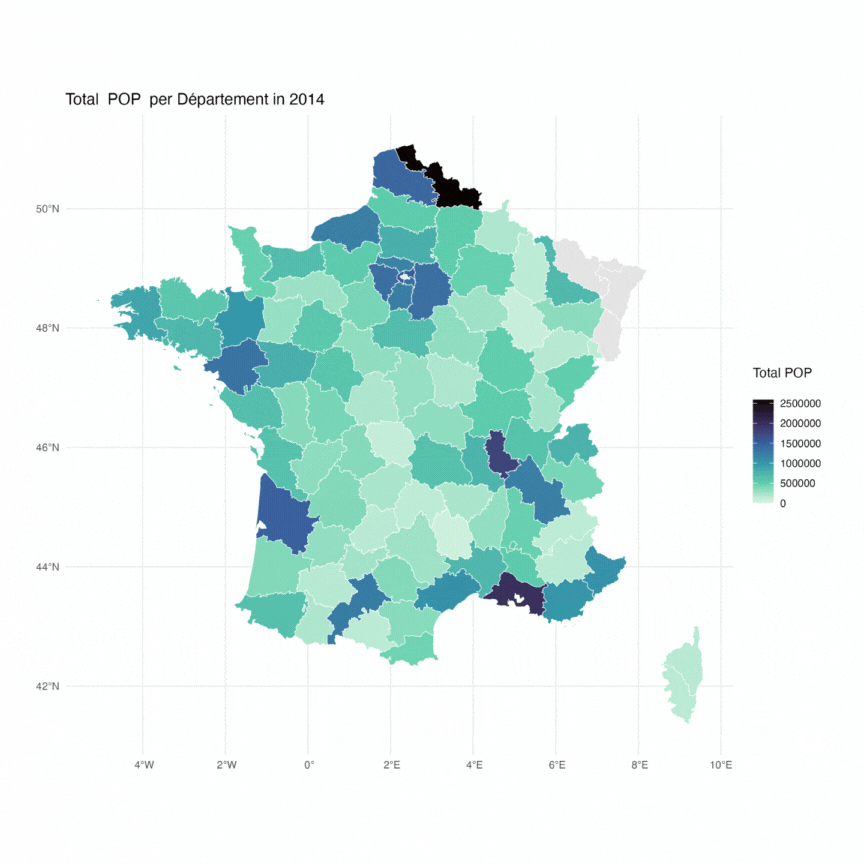 Total  POP  per Département in 2014
50°N
48°N
46°N
44°N
42°N
4°W
2°W
0°
2°E
4°E
6°E
8°E
10°E
Total POP
2500000
2000000
1500000
1000000
500000
0